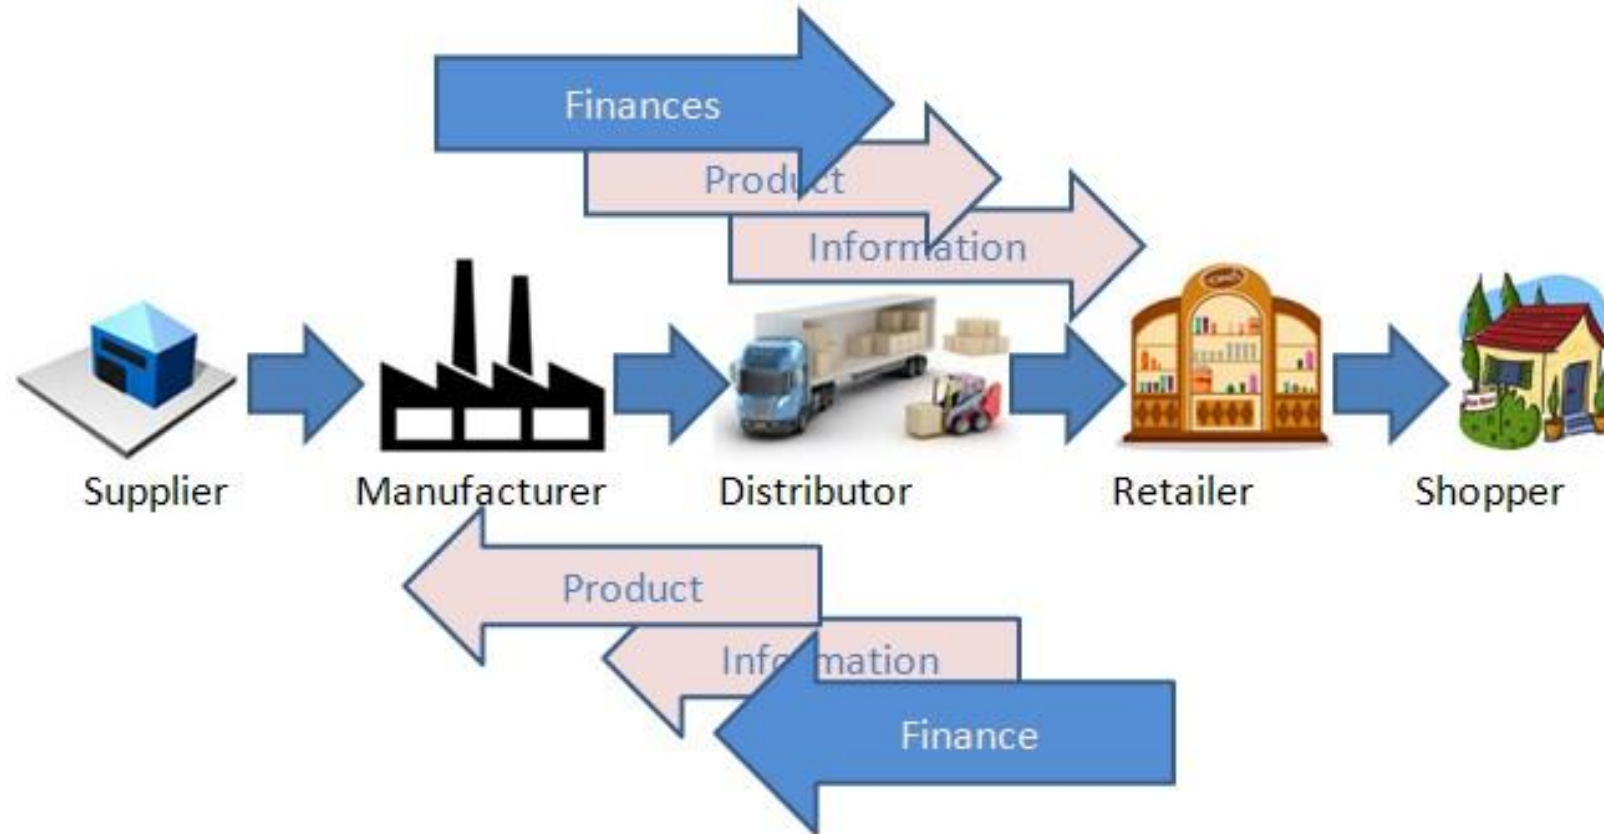 Finances
Product
Information
Supplier
Manufacturer
Distributor
Retailer
Shopper
Product
Information
Finance